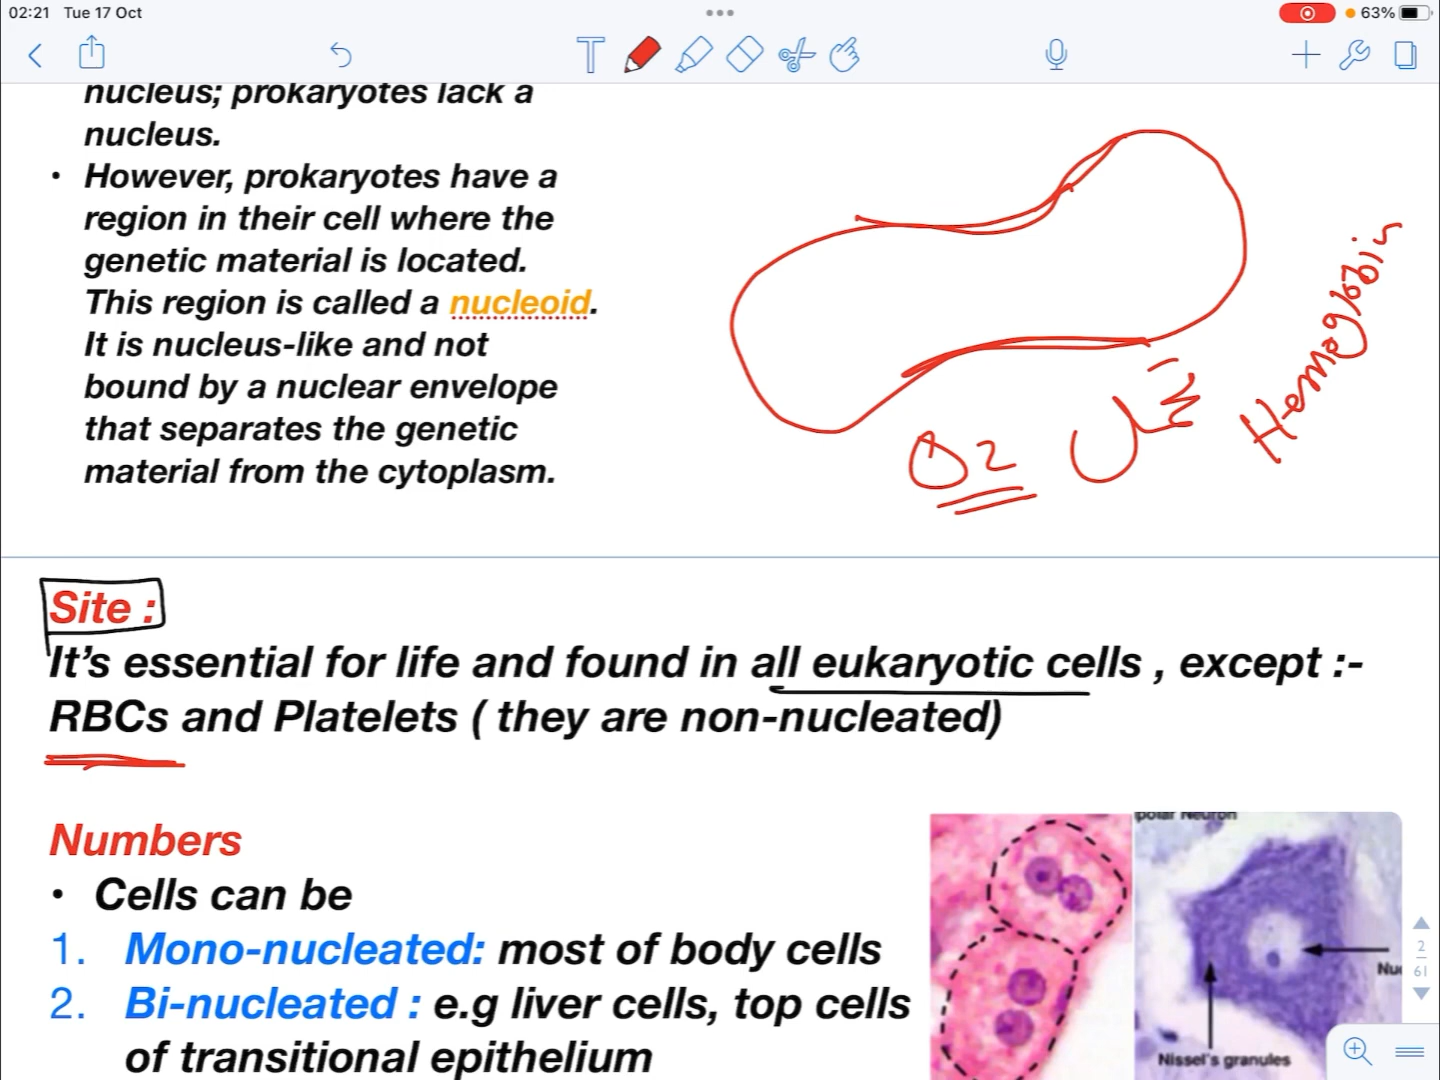 02:21 Tue 17 Oct
63%
nucleus; prokaryotes lack a
nucleus.
• However, prokaryotes have a
region in their cell where the
genetic material is located.
This region is called a nucleoid.
It is nucleus-like and not
bound by a nuclear envelope
that separates the genetic
material from the cytoplasm.
O2
Hemoglobin
Site :
It's essential for life and found in all eukaryotic cells , except :-
RBCs and Platelets ( they are non-nucleated)
Numbers
• Cells can be
1. Mono-nucleated: most of body cells
2. Bi-nucleated : e.g liver cells, top cells
of transitional epithelium
polar Neuron
Nu
Nissel's granules
2
61